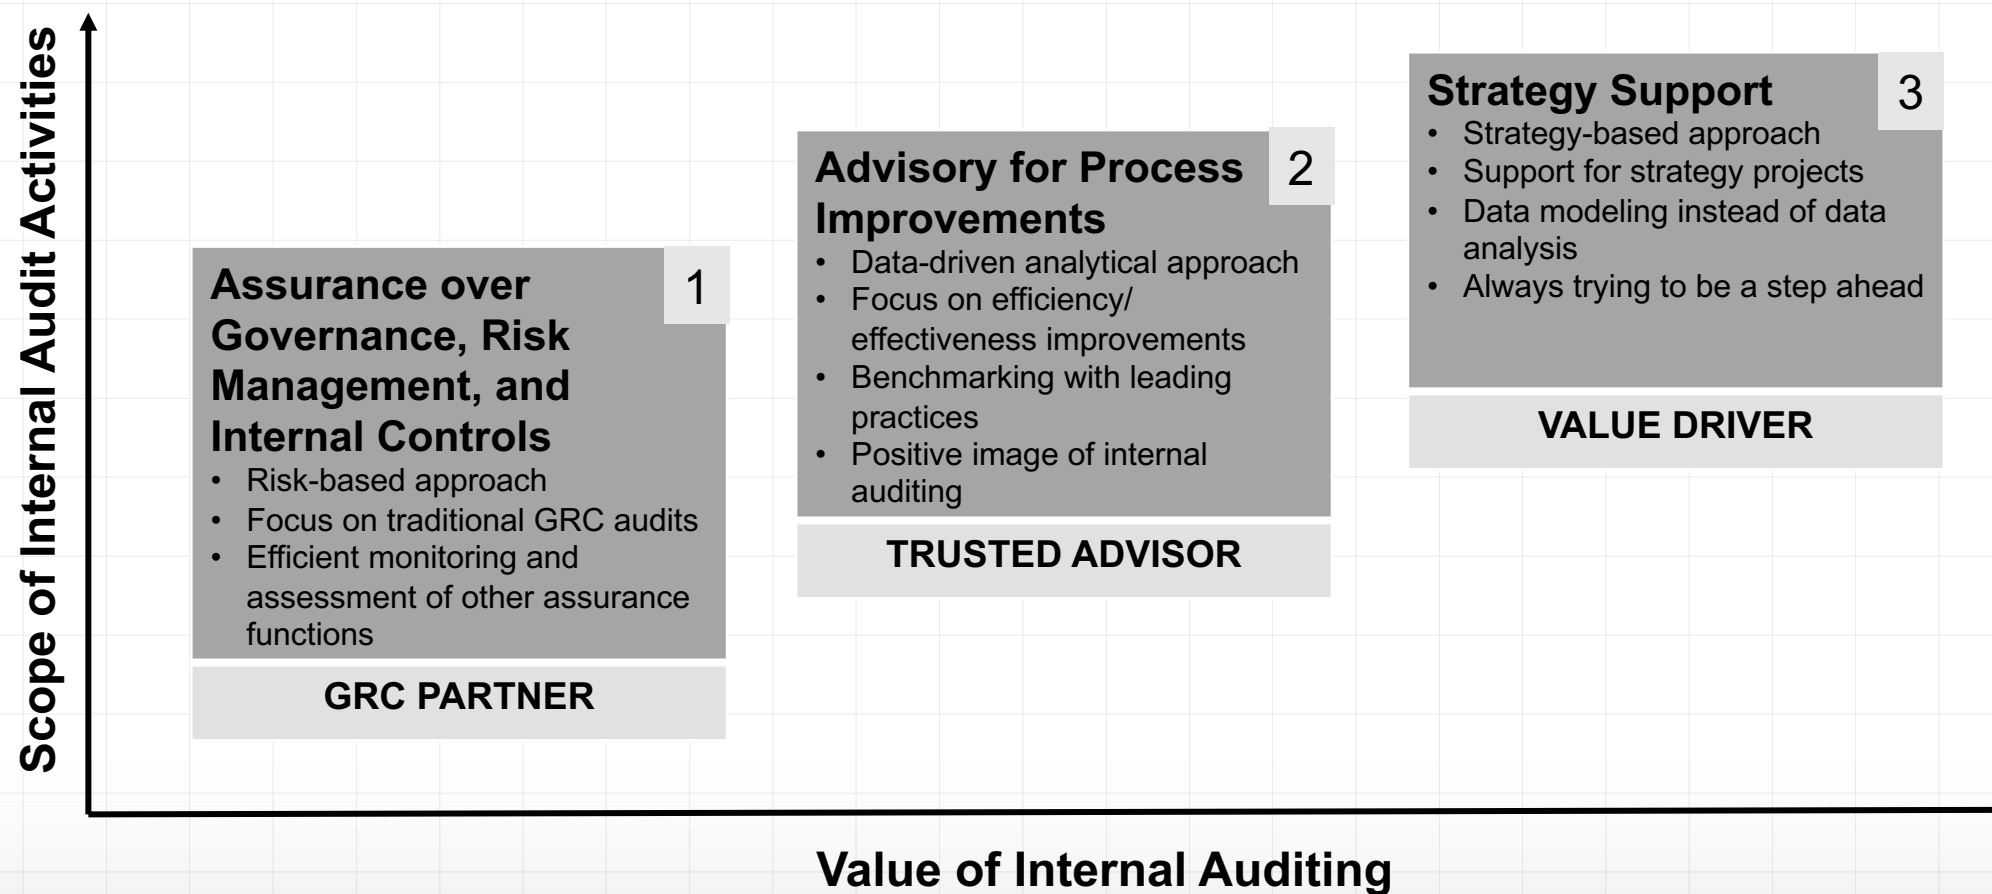 Scope of Internal Audit Activities
Assurance over
Governance, Risk
Management, and
Internal Controls
1
• Risk-based approach
• Focus on traditional GRC audits
• Efficient monitoring and
assessment of other assurance
functions
GRC PARTNER
Advisory for Process
Improvements
2
• Data-driven analytical approach
• Focus on efficiency/
effectiveness improvements
• Benchmarking with leading
practices
• Positive image of internal
auditing
TRUSTED ADVISOR
Strategy Support
3
• Strategy-based approach
• Support for strategy projects
• Data modeling instead of data
analysis
• Always trying to be a step ahead
VALUE DRIVER
Value of Internal Auditing